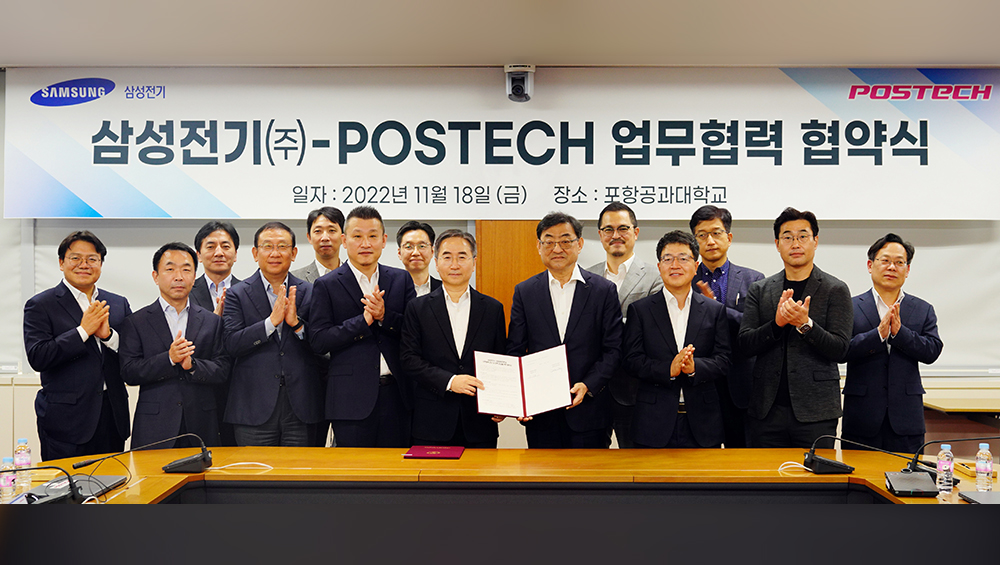 SAMSUNG 삼성전기
POSTECH
삼성전기㈜-POSTECH 업무협력 협약식
일자 : 2022년 11월 18일 (금) 장소 : 포항공과대학교